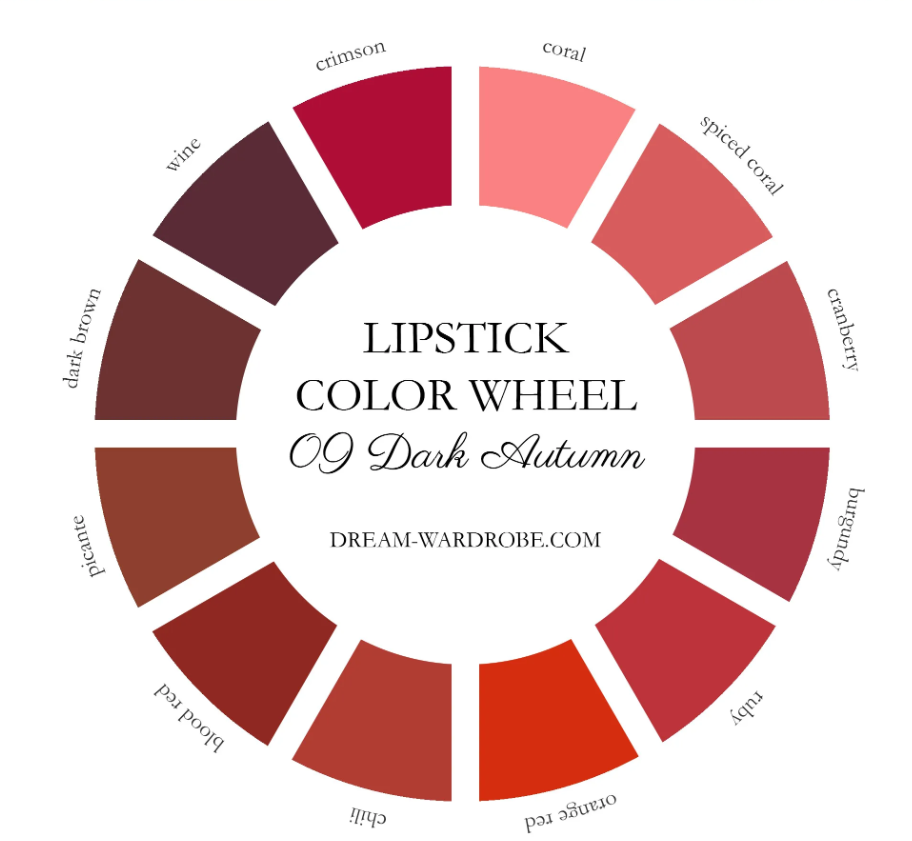 coral
spiced coral
cranberry
burgundy
ruby
orange red
chili
blood red
picante
dark brown
wine
crimson
LIPSTICK
COLOR WHEEL
09 Dark Autumn
DREAM-WARDROBE.COM